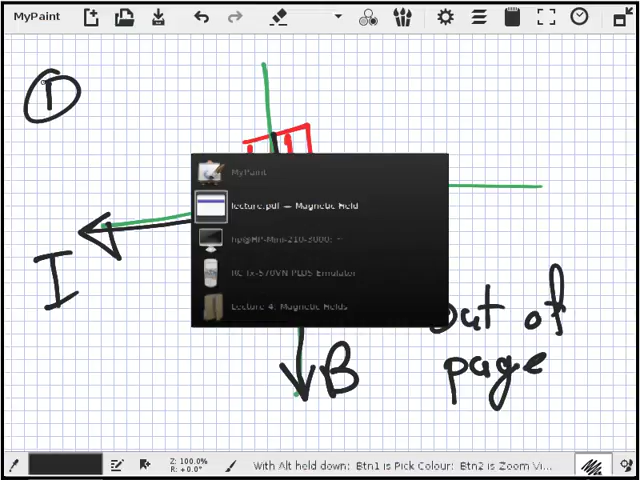 MyPaint
1
MyPaint
lecture.pdf — Magnetic Field
hp@HP-Mini-210-3000: ~
RC fx-570VN PLUS Emulator
Lecture 4: Magnetic Fields
I
B
out of
page
Z: 100.0%
R: +0.0°
With Alt held down: Btn1 is Pick Colour: Btn2 is Zoom Vi...